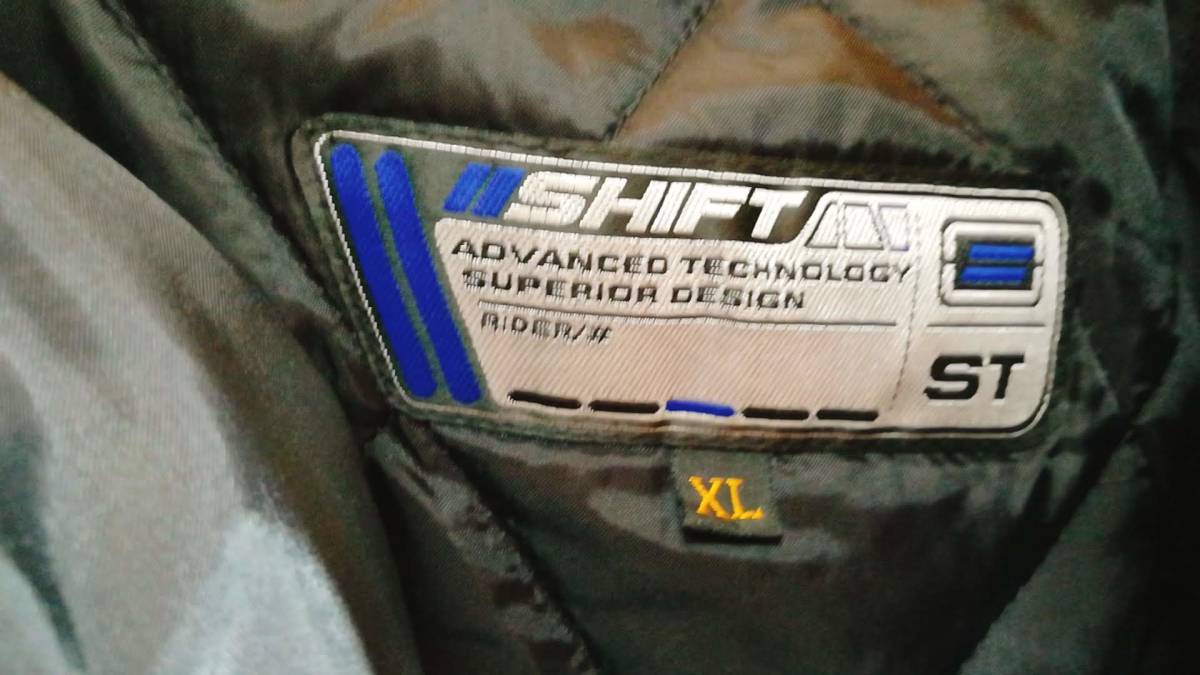 SHIFT
ADVANCED TECHNOLOGY
SUPERIOR DESIGN
RIDER/#
ST
XL